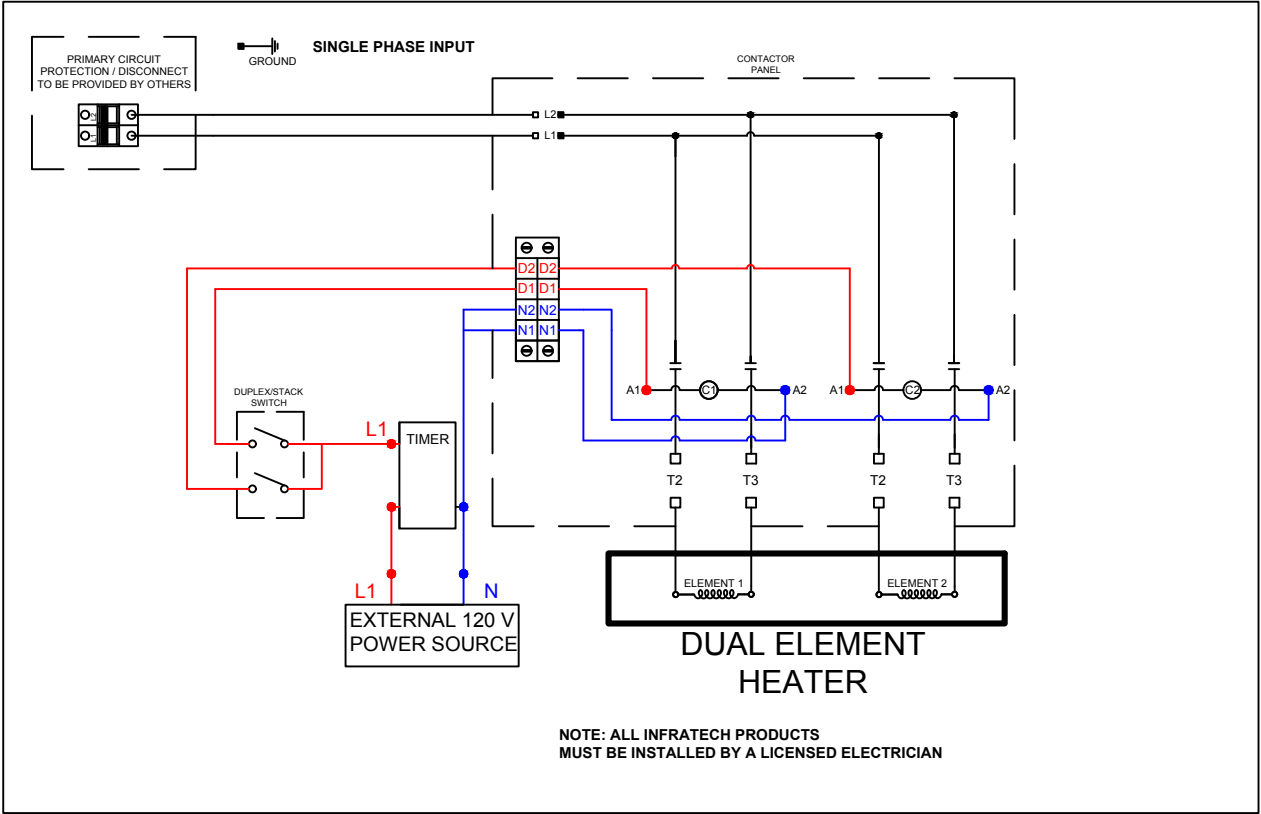 PRIMARY CIRCUIT
PROTECTION / DISCONNECT
TO BE PROVIDED BY OTHERS
GROUND
SINGLE PHASE INPUT
CONTACTOR
PANEL
L2
L1
L2
L1
D2 D2
D1 D1
N2 N2
N1 N1
A1 C1 A2
A1 C2 A2
DUPLEX/STACK
SWITCH
L1
TIMER
T2 T3 T2 T3
L1 N
EXTERNAL 120 V
POWER SOURCE
ELEMENT 1
ELEMENT 2
DUAL ELEMENT
HEATER
NOTE: ALL INFRATECH PRODUCTS
MUST BE INSTALLED BY A LICENSED ELECTRICIAN